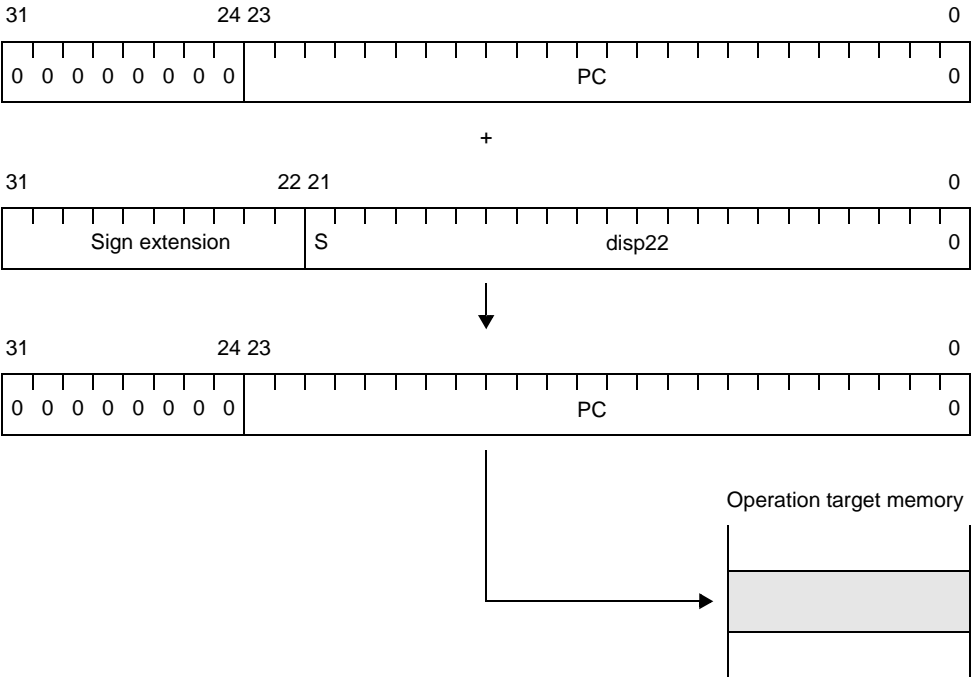 31 24 23 0
0 0 0 0 0 0 0 0 PC 0
+
31 22 21 0
Sign extension S disp22 0
31 24 23 0
0 0 0 0 0 0 0 0 PC 0
Operation target memory